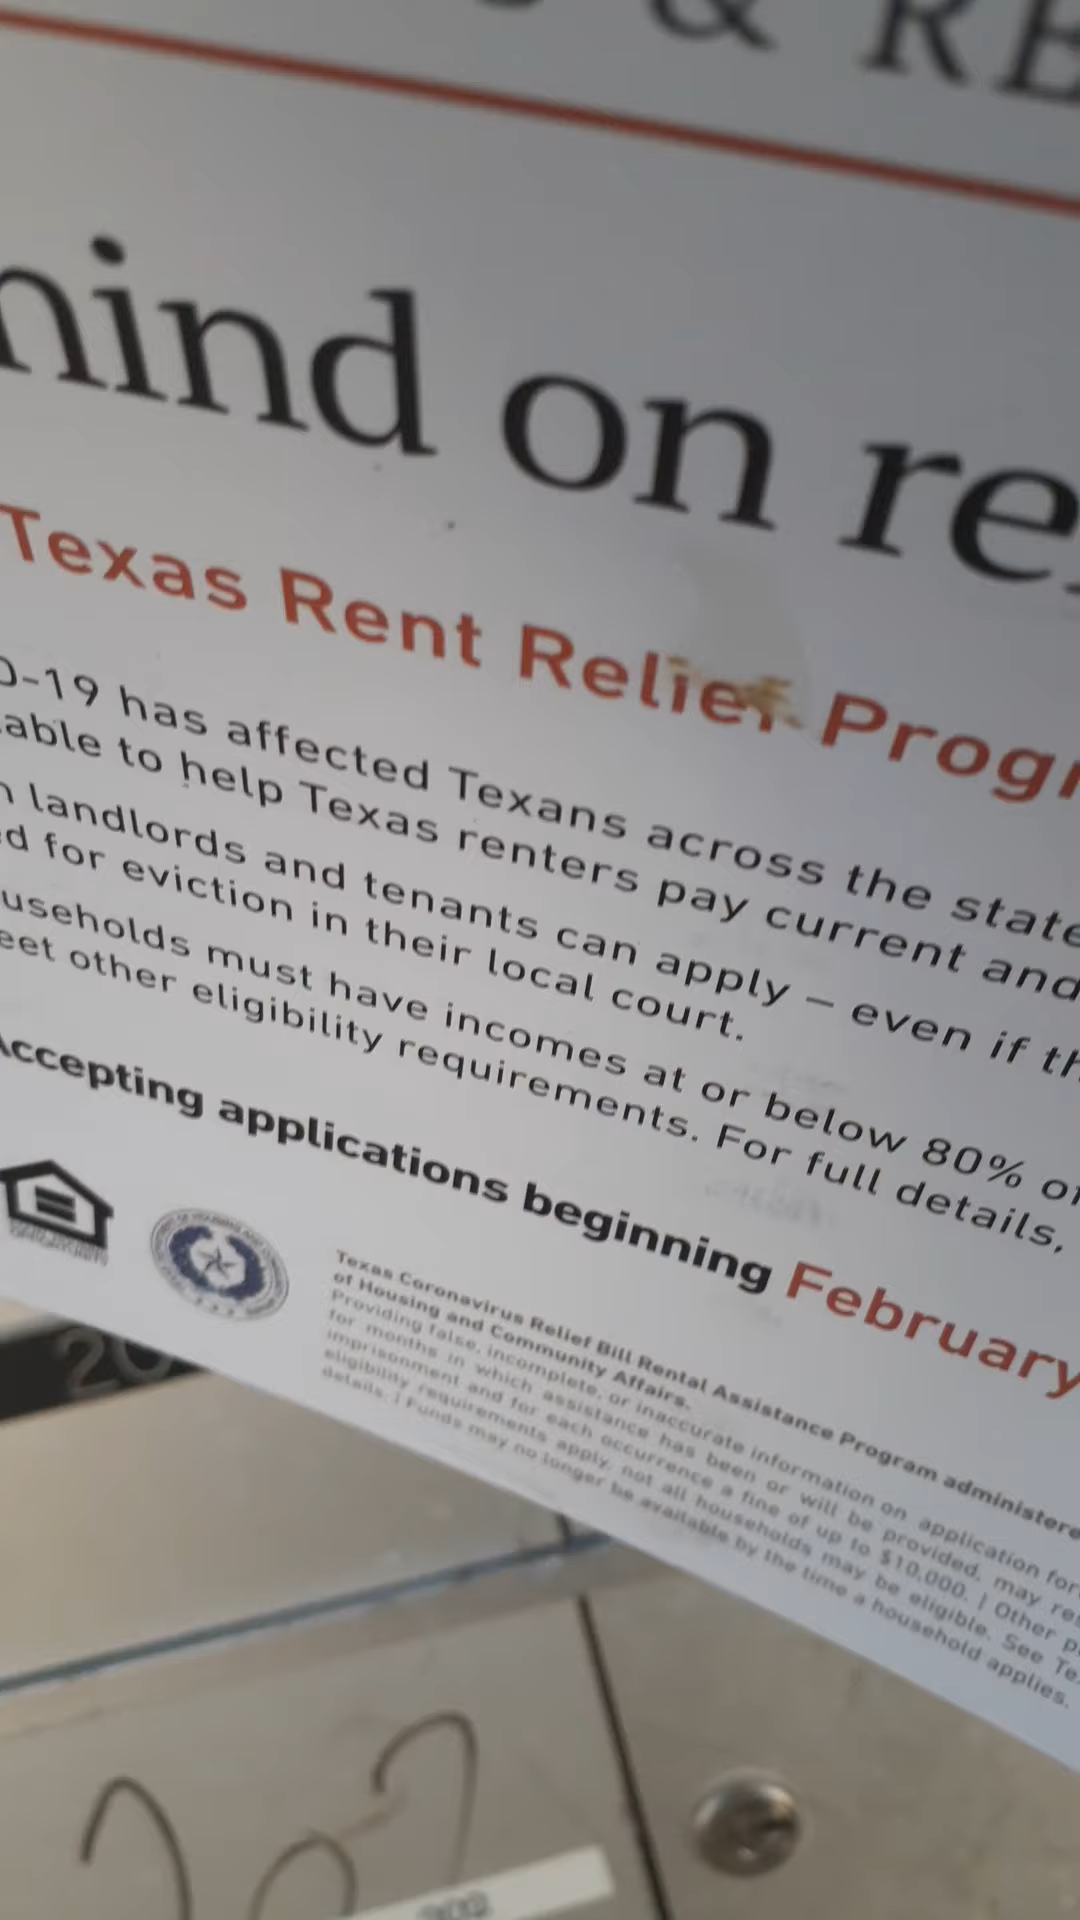 & RE
hind on re
Texas Rent Relief Progr
D-19 has affected Texans across the state
able to help Texas renters pay current and
landlords and tenants can apply – even if th
d for eviction in their local court.
useholds must have incomes at or below 80% of
eet other eligibility requirements. For full details,
Accepting applications beginning February
Texas Coronavirus Relief Bill Rental Assistance Program administere
of Housing and Community Affairs.
Providing false, incomplete, or inaccurate information on application for
for months in which assistance has been or will be provided, may res
imprisonment and for each occurrence a fine of up to $10,000. | Other p
eligibility requirements apply, not all households may be eligible. See Te
details. | Funds may no longer be available by the time a household applies.
20